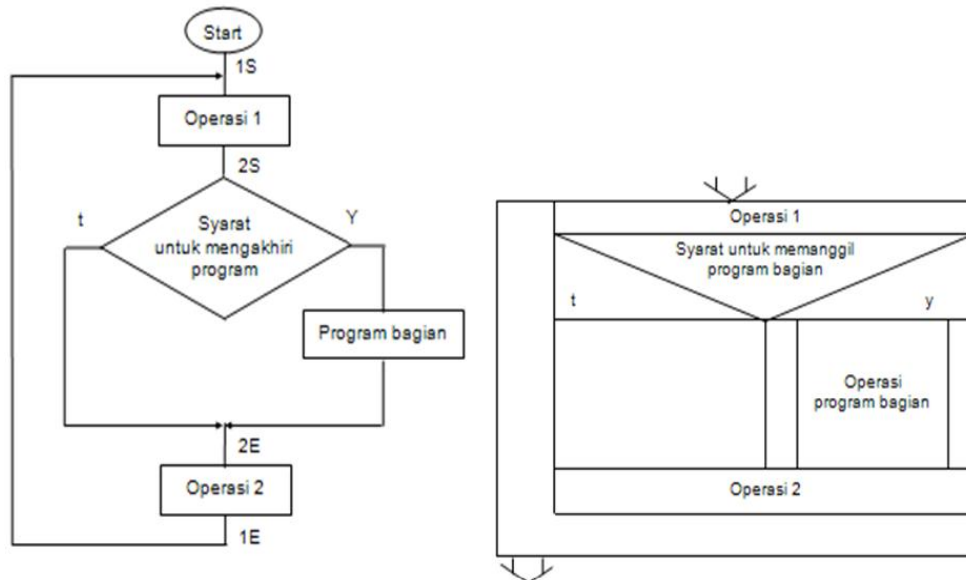 Start
1S
Operasi 1
2S
t
Y
Syarat
untuk mengakhiri
program
Program bagian
2E
Operasi 2
1E
Operasi 1
Syarat untuk memanggil
program bagian
t
y
Operasi
program bagian
Operasi 2